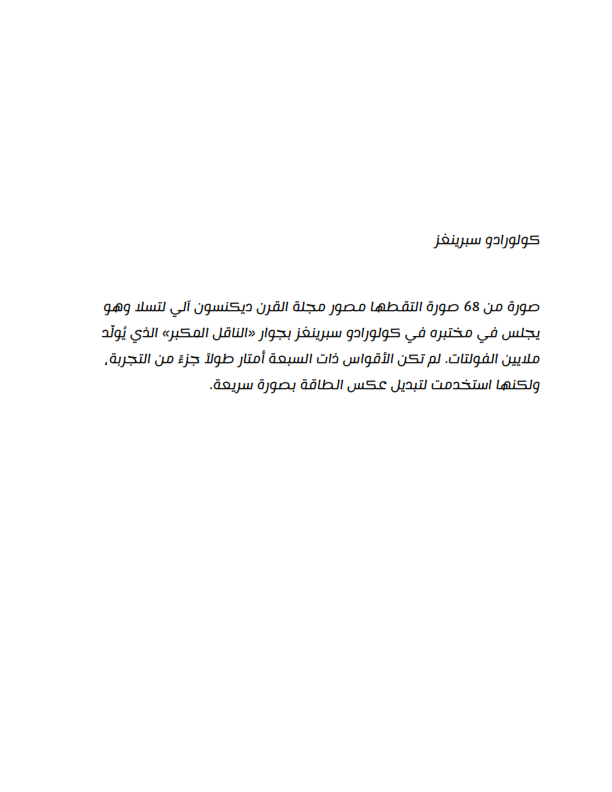 كولورادو سبرينغز
صورة من 68 صورة التقطها مصور مجلة القرن ديكنسون آلي لتسلا وهو
يجلس في مختبره في كولورادو سبرينغز بجوار «الناقل المكبر» الذي يُولّد
ملايين الفولتات. لم تكن الأقواس ذات السبعة أمتار طولاً جزءً من التجربة،
ولكنها استخدمت لتبديل عكس الطاقة بصورة سريعة.